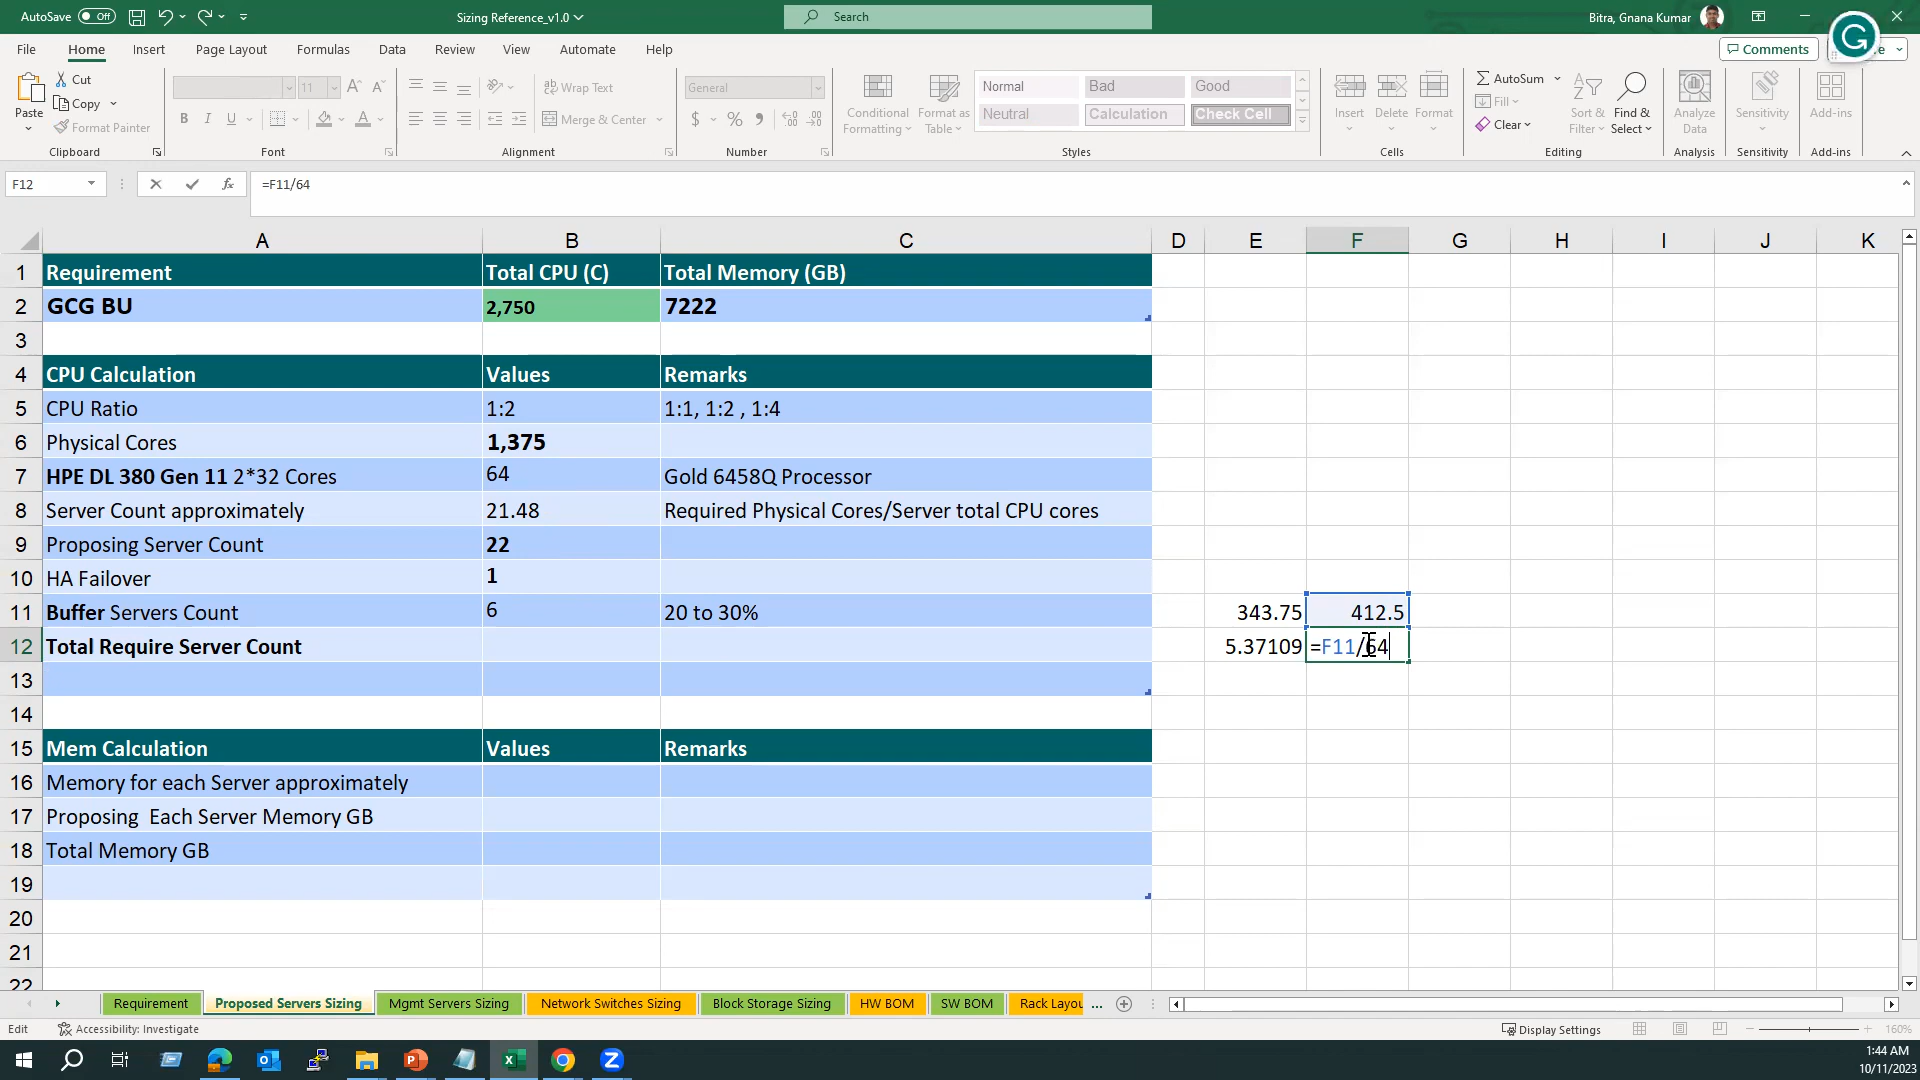 AutoSave Off
Sizing Reference_v1.0
Search
Bitra, Gnana Kumar
File Home Insert Page Layout Formulas Data Review View Automate Help
Comments
Paste
Cut
Copy
Format Painter
Clipboard
11
Font
Wrap Text
Merge & Center
Alignment
General
Number
Conditional Formatting
Format as Table
Normal Bad Good
Neutral Calculation Check Cell
Styles
Insert Delete Format
Cells
AutoSum
Fill
Clear
Sort & Filter
Find & Select
Editing
Analyze Data
Analysis
Sensitivity
Sensitivity
Add-ins
Add-ins
F12 fx =F11/64
A B C D E F G H I J K
1 Requirement Total CPU (C) Total Memory (GB)
2 GCG BU 2,750 7222
3
4 CPU Calculation Values Remarks
5 CPU Ratio 1:2 1:1, 1:2 , 1:4
6 Physical Cores 1,375
7 HPE DL 380 Gen 11 2*32 Cores 64 Gold 6458Q Processor
8 Server Count approximately 21.48 Required Physical Cores/Server total CPU cores
9 Proposing Server Count 22
10 HA Failover 1
11 Buffer Servers Count 6 20 to 30% 343.75 412.5
12 Total Require Server Count 5.37109 =F11/64
13
14
15 Mem Calculation Values Remarks
16 Memory for each Server approximately
17 Proposing Each Server Memory GB
18 Total Memory GB
19
20
21
22
Requirement Proposed Servers Sizing Mgmt Servers Sizing Network Switches Sizing Block Storage Sizing HW BOM SW BOM Rack Layou ...
Edit Accessibility: Investigate Display Settings 160%
1:44 AM
10/11/2023